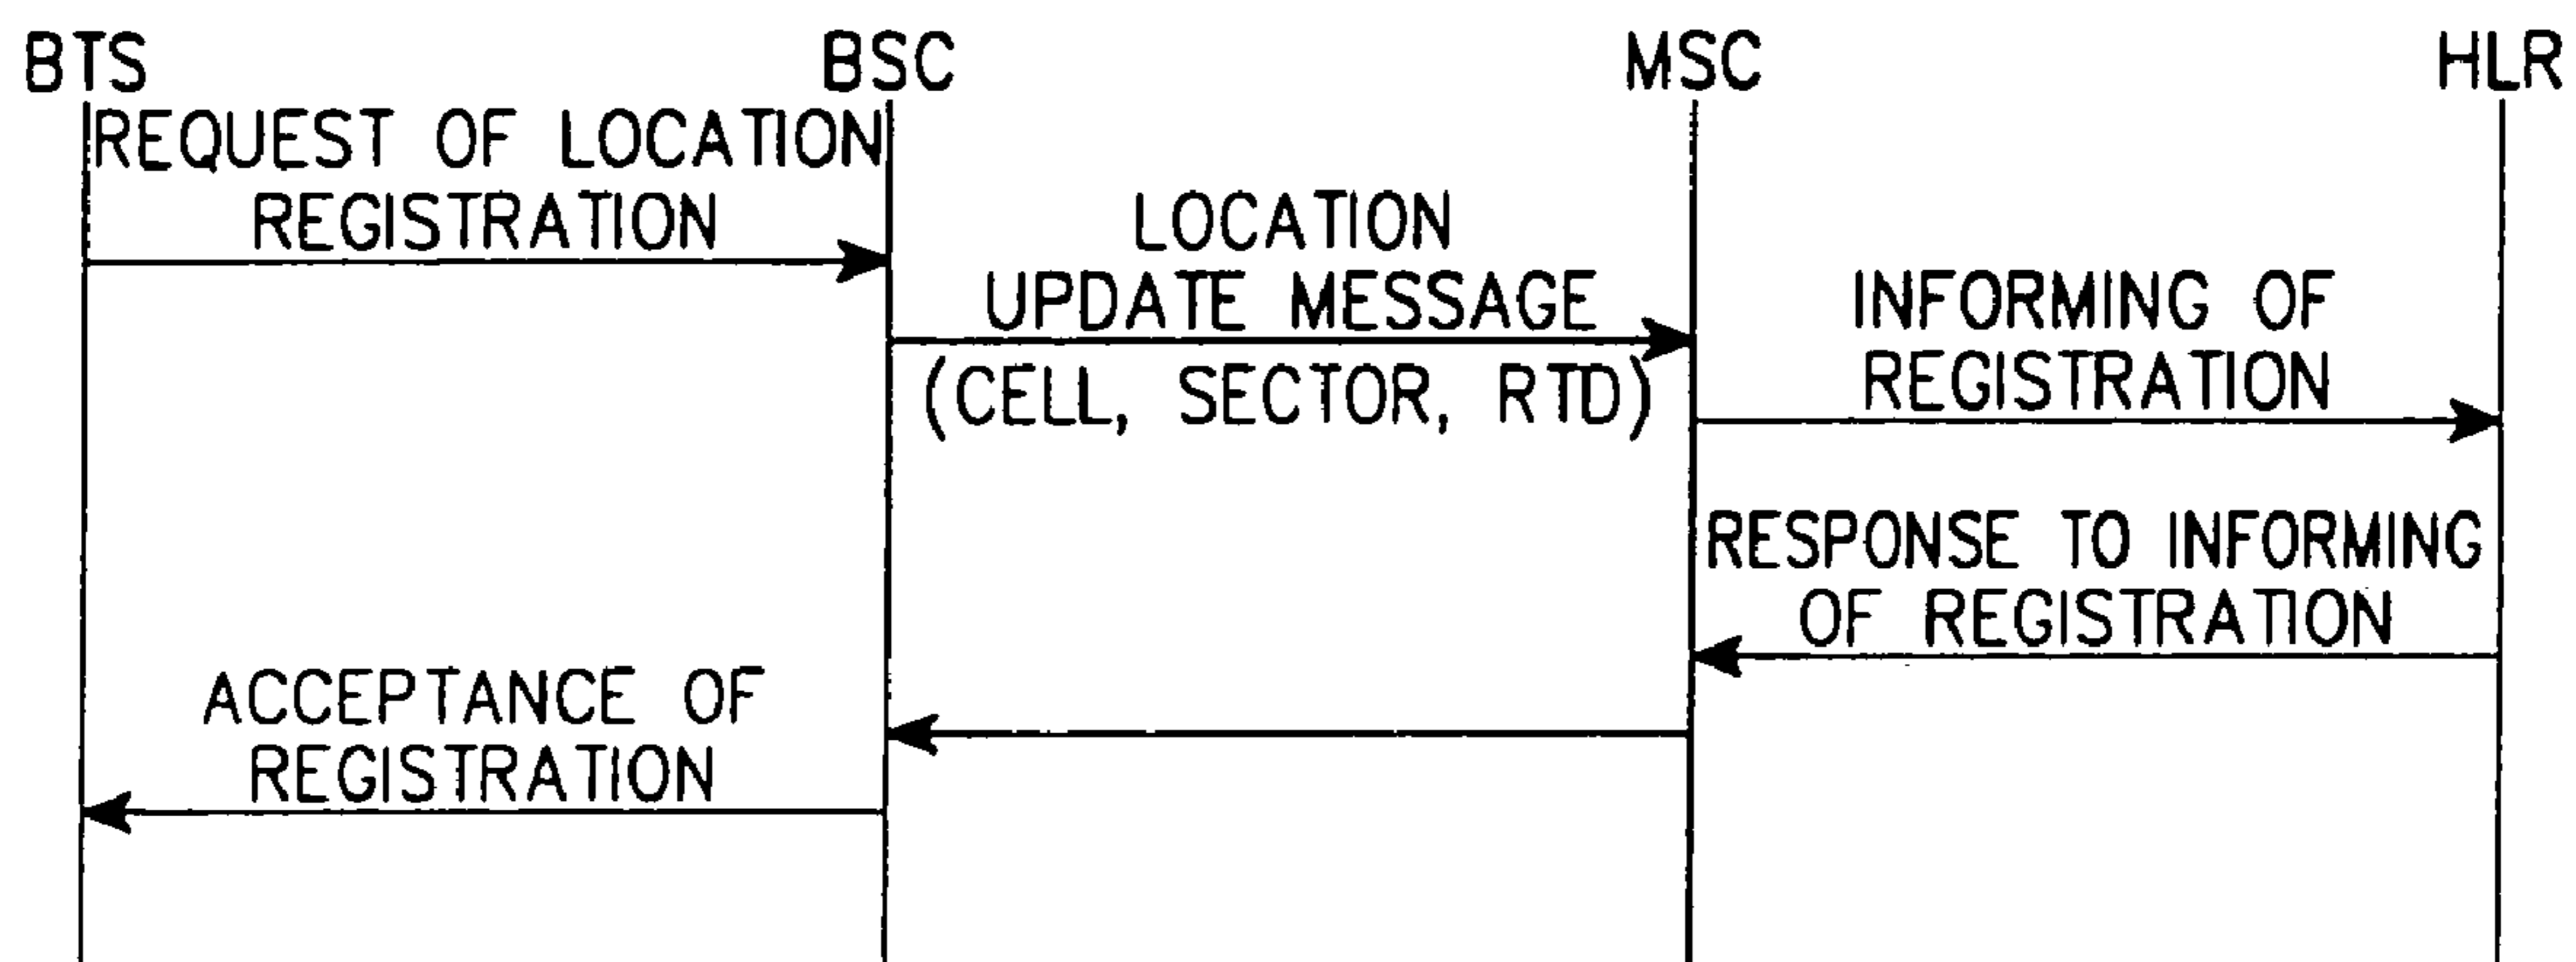 BTS BSC MSC HLR
REQUEST OF LOCATION
REGISTRATION
LOCATION
UPDATE MESSAGE
(CELL, SECTOR, RTD)
INFORMING OF
REGISTRATION
RESPONSE TO INFORMING
OF REGISTRATION
ACCEPTANCE OF
REGISTRATION